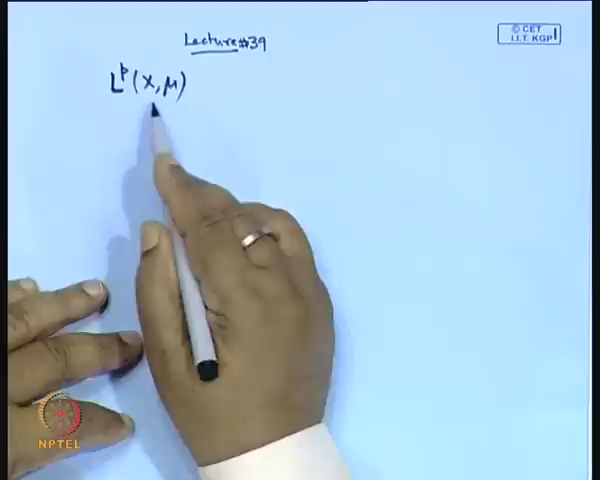 Lecture#39
© CET
I.I.T. KGP
L^p (X, μ)
NPTEL